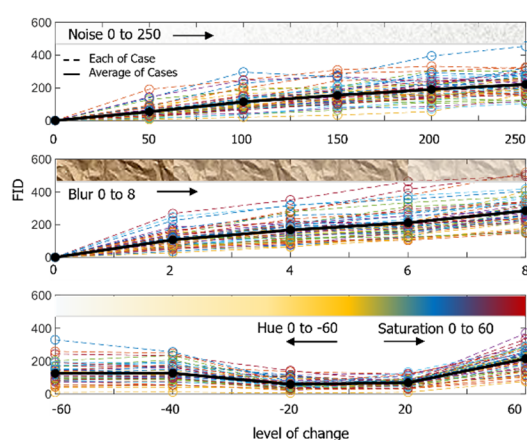 600
Noise 0 to 250
400
Each of Case
Average of Cases
200
0
0 50 100 150 200 250
600
400
Blur 0 to 8
200
0
0 2 4 6 8
FID
600
400
Hue 0 to -60 Saturation 0 to 60
200
0
-60 -40 -20 20 60
level of change